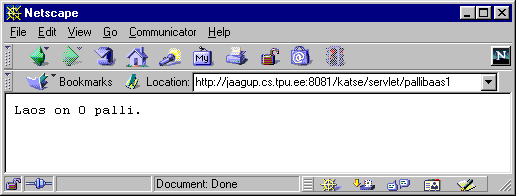 Netscape
File Edit View Go Communicator Help
My
N
Bookmarks Location: http://jaagup.cs.tpu.ee:8081/katse/servlet/pallibaas1
Laos on 0 palli.
Document: Done